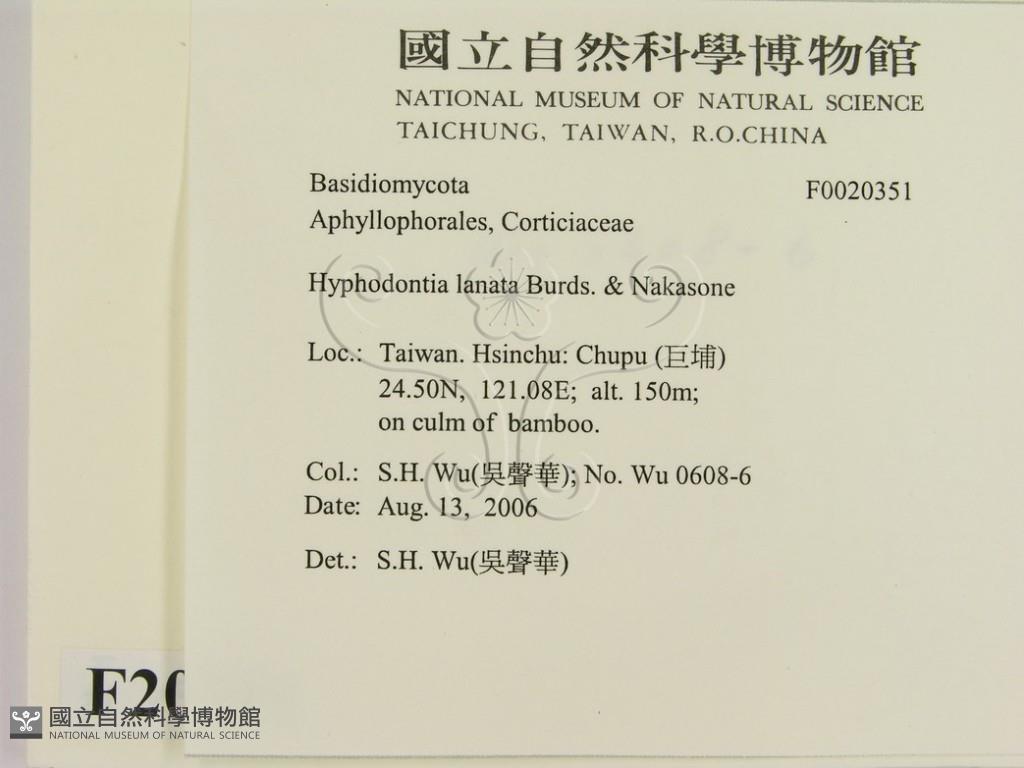 國立自然科學博物館
NATIONAL MUSEUM OF NATURAL SCIENCE
TAICHUNG, TAIWAN, R.O.CHINA
Basidiomycota F0020351
Aphyllophorales, Corticiaceae
Hyphodontia lanata Burds. & Nakasone
Loc.: Taiwan. Hsinchu: Chupu (巨埔)
24.50N, 121.08E; alt. 150m;
on culm of bamboo.
Col.: S.H. Wu(吳聲華); No. Wu 0608-6
Date: Aug. 13, 2006
Det.: S.H. Wu(吳聲華)
F20
國立自然科學博物館
NATIONAL MUSEUM OF NATURAL SCIENCE